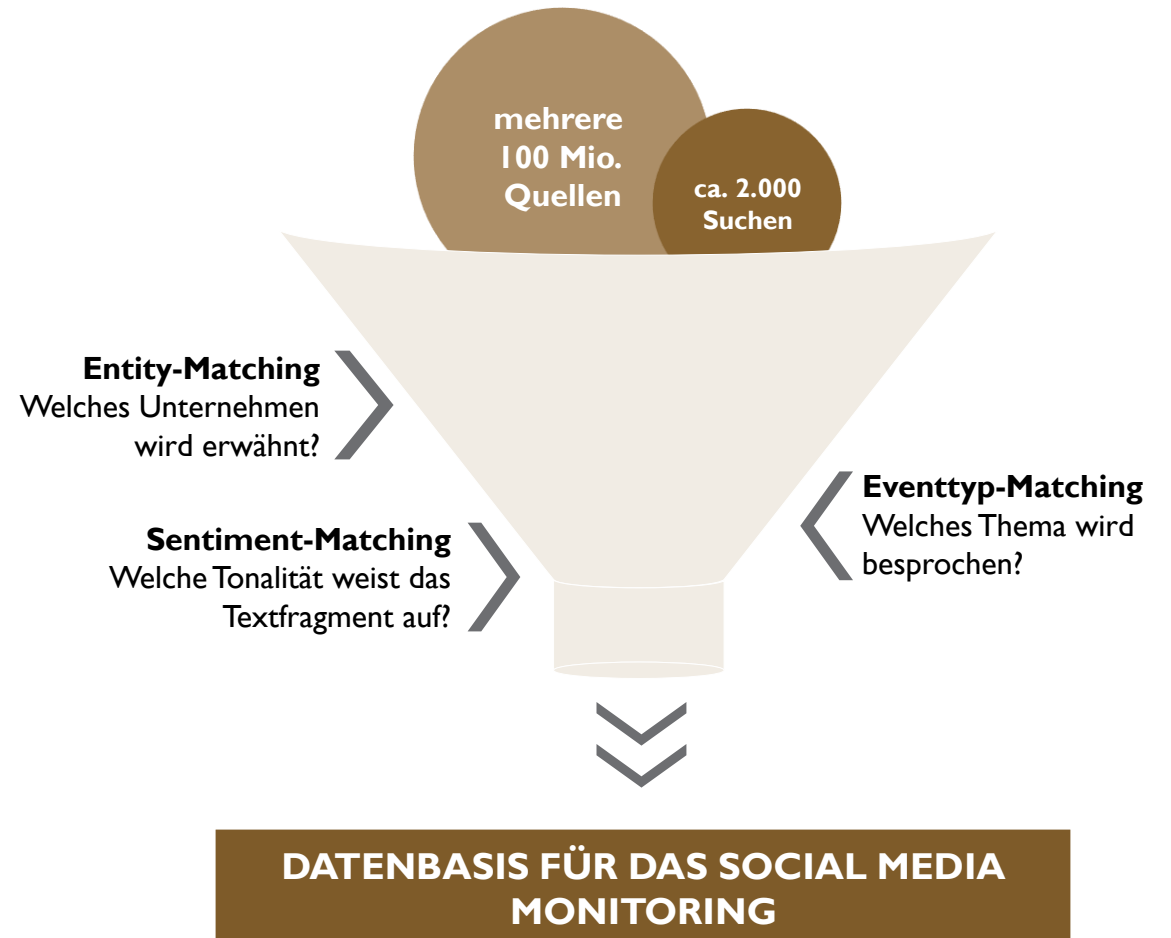 mehrere
100 Mio.
Quellen
ca. 2.000
Suchen
Entity-Matching
Welches Unternehmen
wird erwähnt?
Eventtyp-Matching
Welches Thema wird
besprochen?
Sentiment-Matching
Welche Tonalität weist das
Textfragment auf?
DATENBASIS FÜR DAS SOCIAL MEDIA
MONITORING